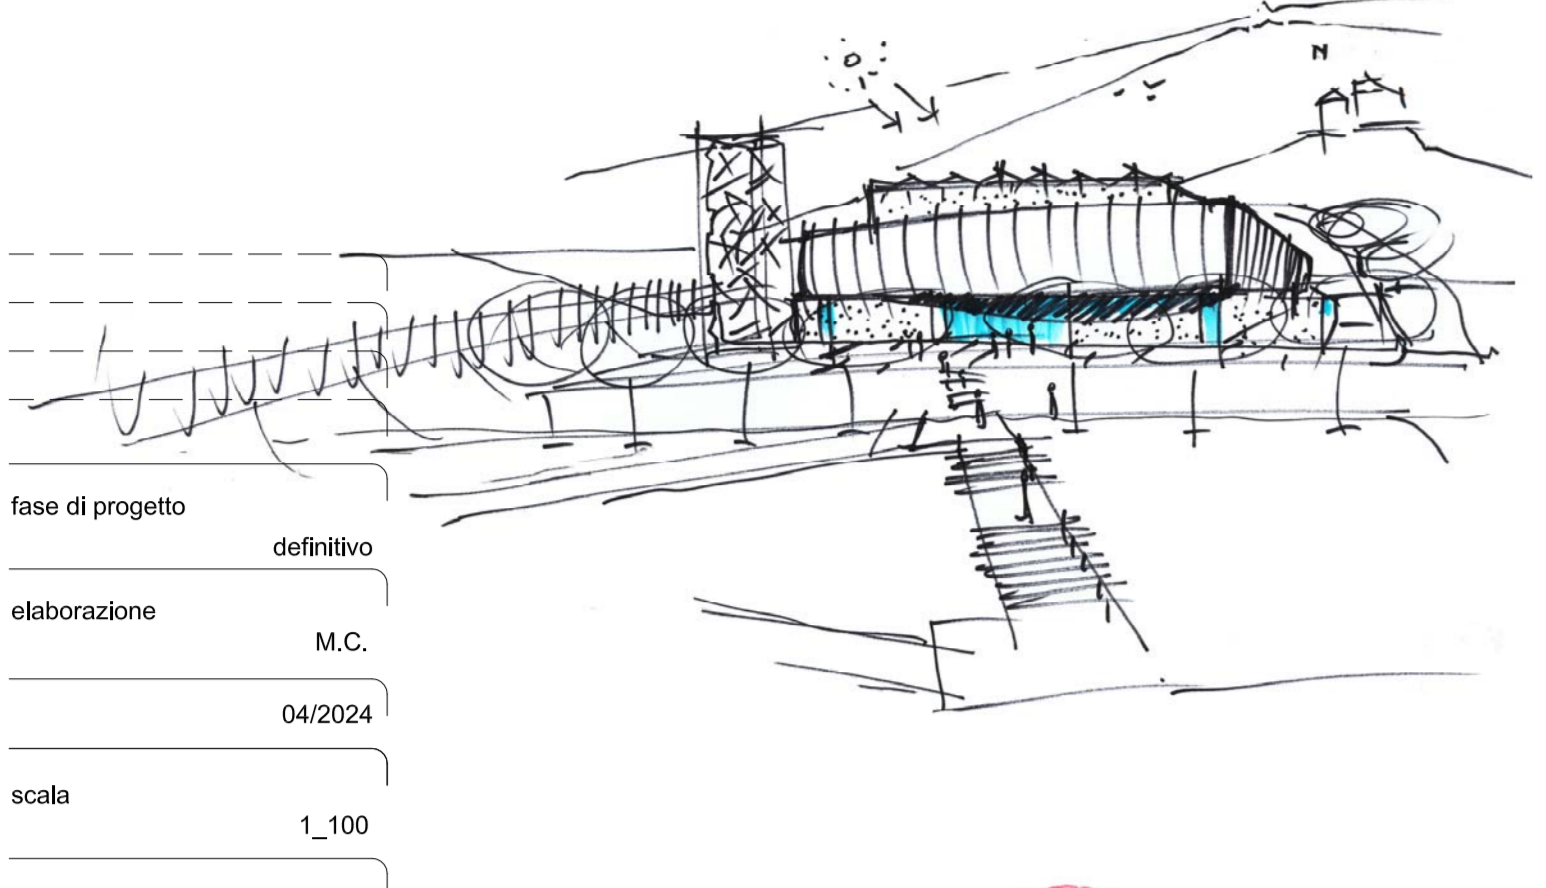 N
fase di progetto
definitivo
elaborazione
M.C.
04/2024
scala
1_100